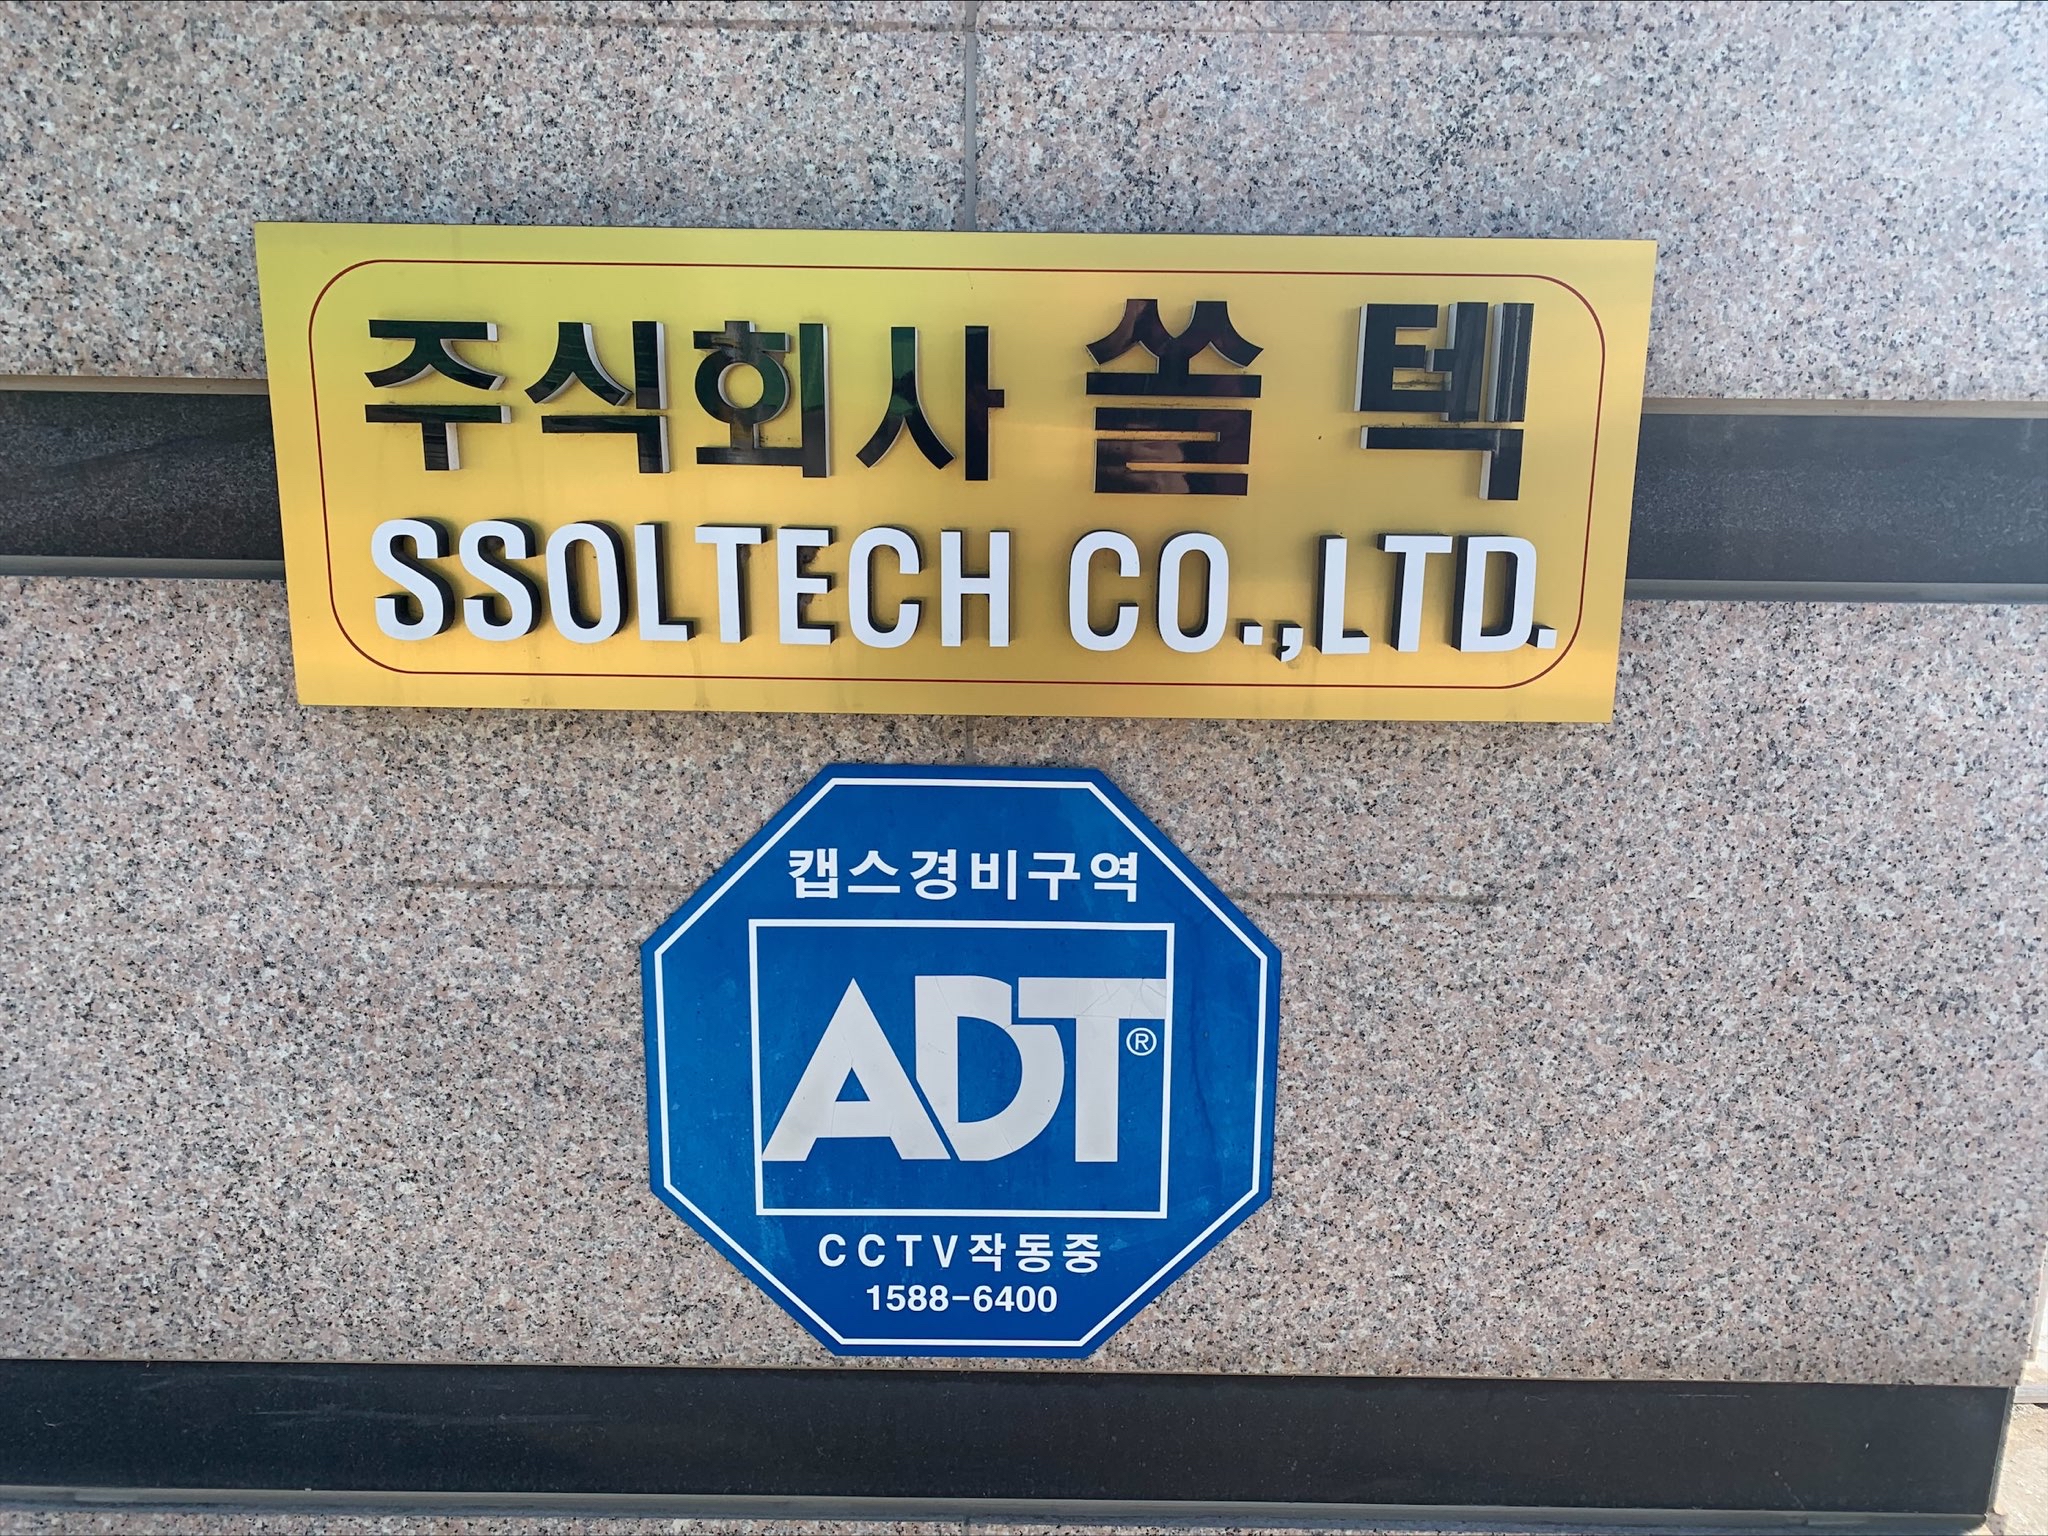 주식회사 쏠텍
SSOLTECH CO.,LTD.
캡스경비구역
ADT®
CCTV작동중
1588-6400